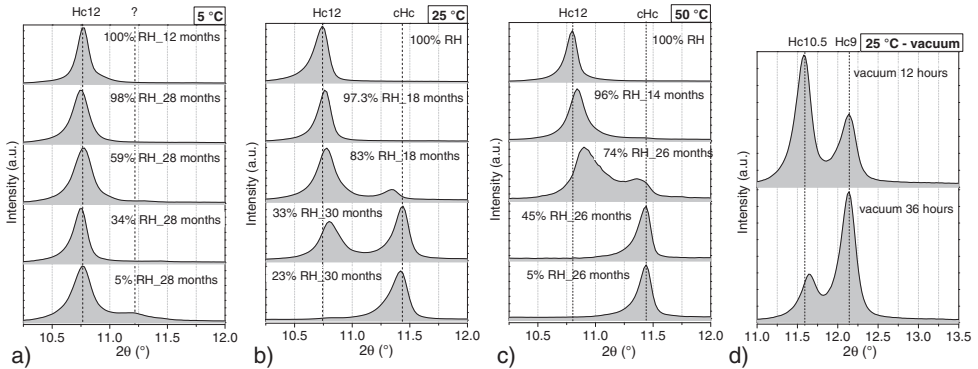 Hc12 ? 5 °C
100% RH_12 months
98% RH_28 months
59% RH_28 months
34% RH_28 months
5% RH_28 months
Intensity (a.u.)
10.5 11.0 11.5 12.0
2θ (°)
a)
Hc12 cHc 25 °C
100% RH
97.3% RH_18 months
83% RH_18 months
33% RH_30 months
23% RH_30 months
Intensity (a.u.)
10.5 11.0 11.5 12.0
2θ (°)
b)
Hc12 cHc 50 °C
100% RH
96% RH_14 months
74% RH_26 months
45% RH_26 months
5% RH_26 months
Intensity (a.u.)
10.5 11.0 11.5 12.0
2θ (°)
c)
Hc10.5 Hc9 25 °C - vacuum
vacuum 12 hours
vacuum 36 hours
Intensity (a.u.)
11.0 11.5 12.0 12.5 13.0 13.5
2θ (°)
d)